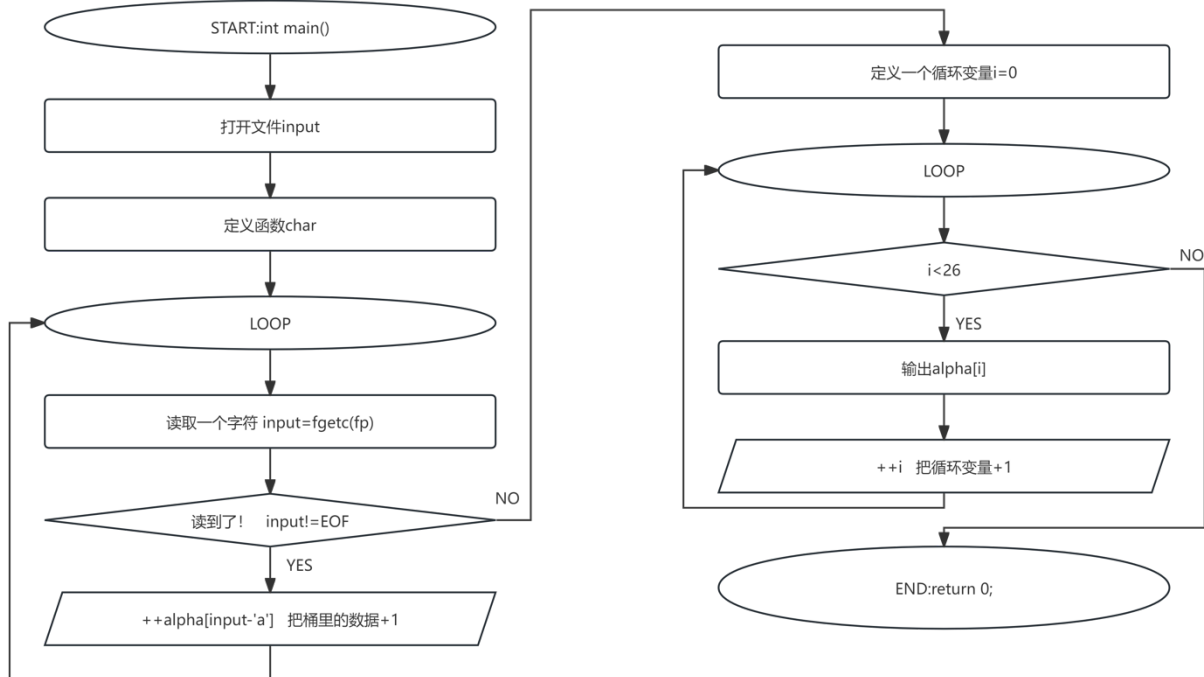 START:int main()
打开文件input
定义函数char
LOOP
读取一个字符 input=fgetc(fp)
读到了! input!=EOF
NO
YES
++alpha[input-'a'] 把桶里的数据+1
定义一个循环变量i=0
LOOP
i<26
NO
YES
输出alpha[i]
++i 把循环变量+1
END:return 0;